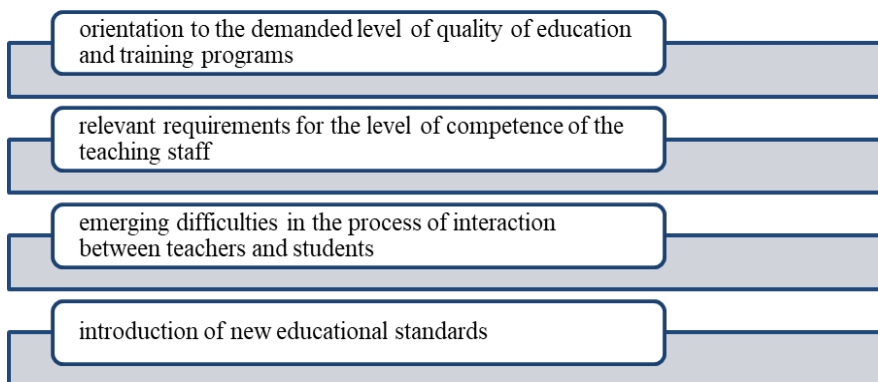 orientation to the demanded level of quality of education
and training programs
relevant requirements for the level of competence of the
teaching staff
emerging difficulties in the process of interaction
between teachers and students
introduction of new educational standards